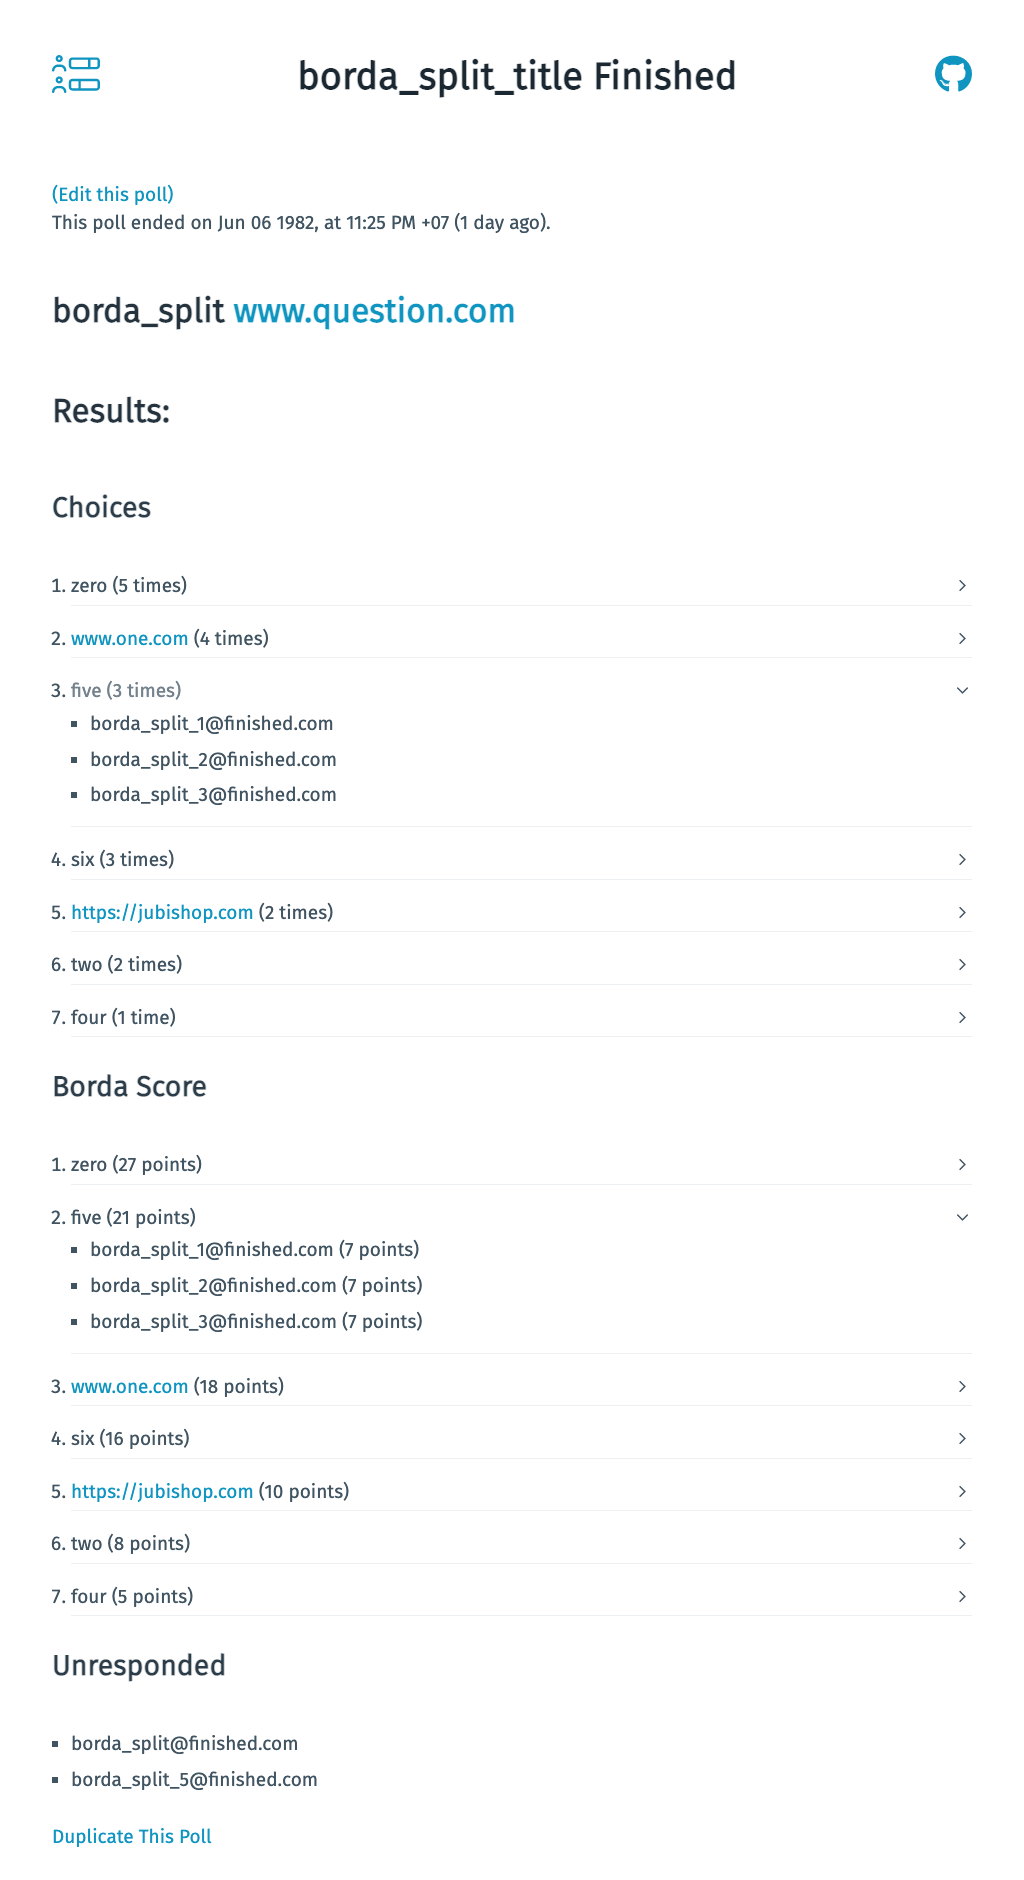 borda_split_title Finished
(Edit this poll)
This poll ended on Jun 06 1982, at 11:25 PM +07 (1 day ago).
borda_split www.question.com
Results:
Choices
1. zero (5 times)
2. www.one.com (4 times)
3. five (3 times)
borda_split_1@finished.com
borda_split_2@finished.com
borda_split_3@finished.com
4. six (3 times)
5. https://jubishop.com (2 times)
6. two (2 times)
7. four (1 time)
Borda Score
1. zero (27 points)
2. five (21 points)
borda_split_1@finished.com (7 points)
borda_split_2@finished.com (7 points)
borda_split_3@finished.com (7 points)
3. www.one.com (18 points)
4. six (16 points)
5. https://jubishop.com (10 points)
6. two (8 points)
7. four (5 points)
Unresponded
borda_split@finished.com
borda_split_5@finished.com
Duplicate This Poll